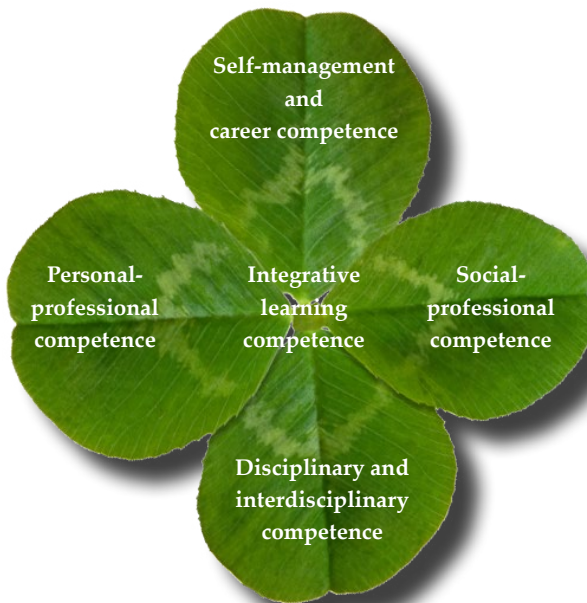 Self-management
and
career competence
Personal-
professional
competence
Integrative
learning
competence
Social-
professional
competence
Disciplinary and
interdisciplinary
competence